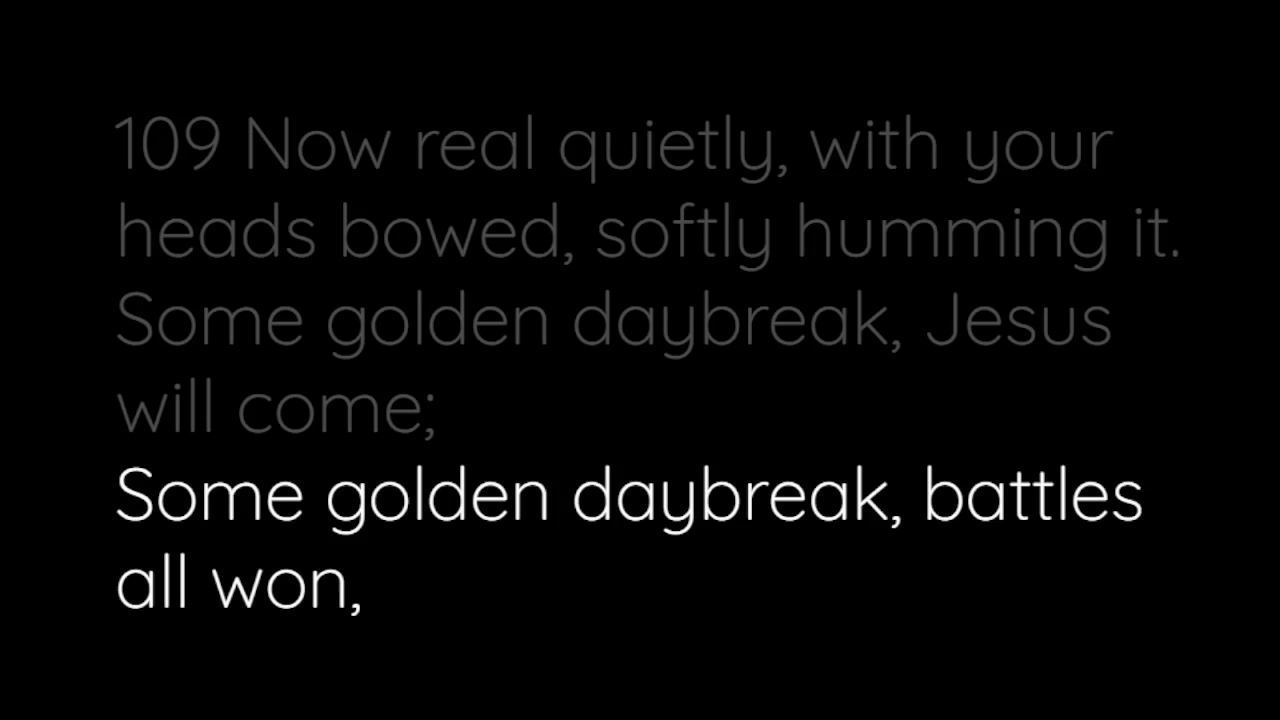 109 Now real quietly, with your
heads bowed, softly humming it.
Some golden daybreak, Jesus
will come;
Some golden daybreak, battles
all won,